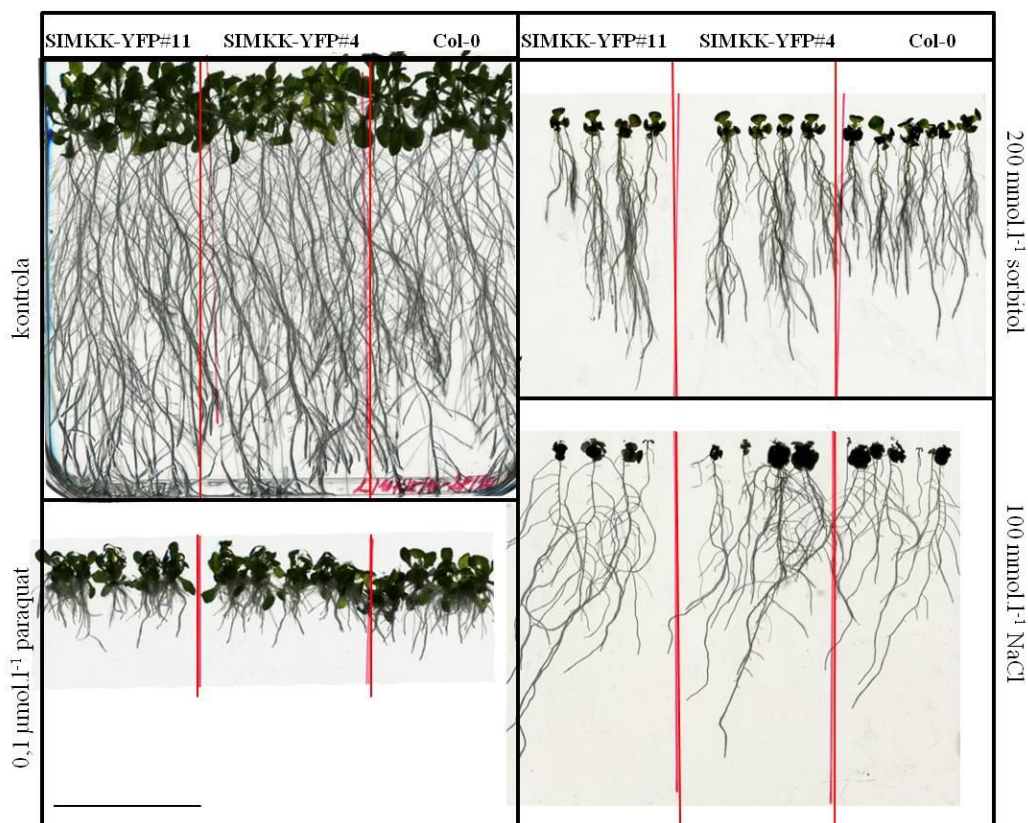 SIMKK-YFP#11 SIMKK-YFP#4 Col-0
SIMKK-YFP#11 SIMKK-YFP#4 Col-0
kontrola
200 mmol.l⁻¹ sorbitol
0,1 µmol.l⁻¹ paraquat
100 mmol.l⁻¹ NaCl